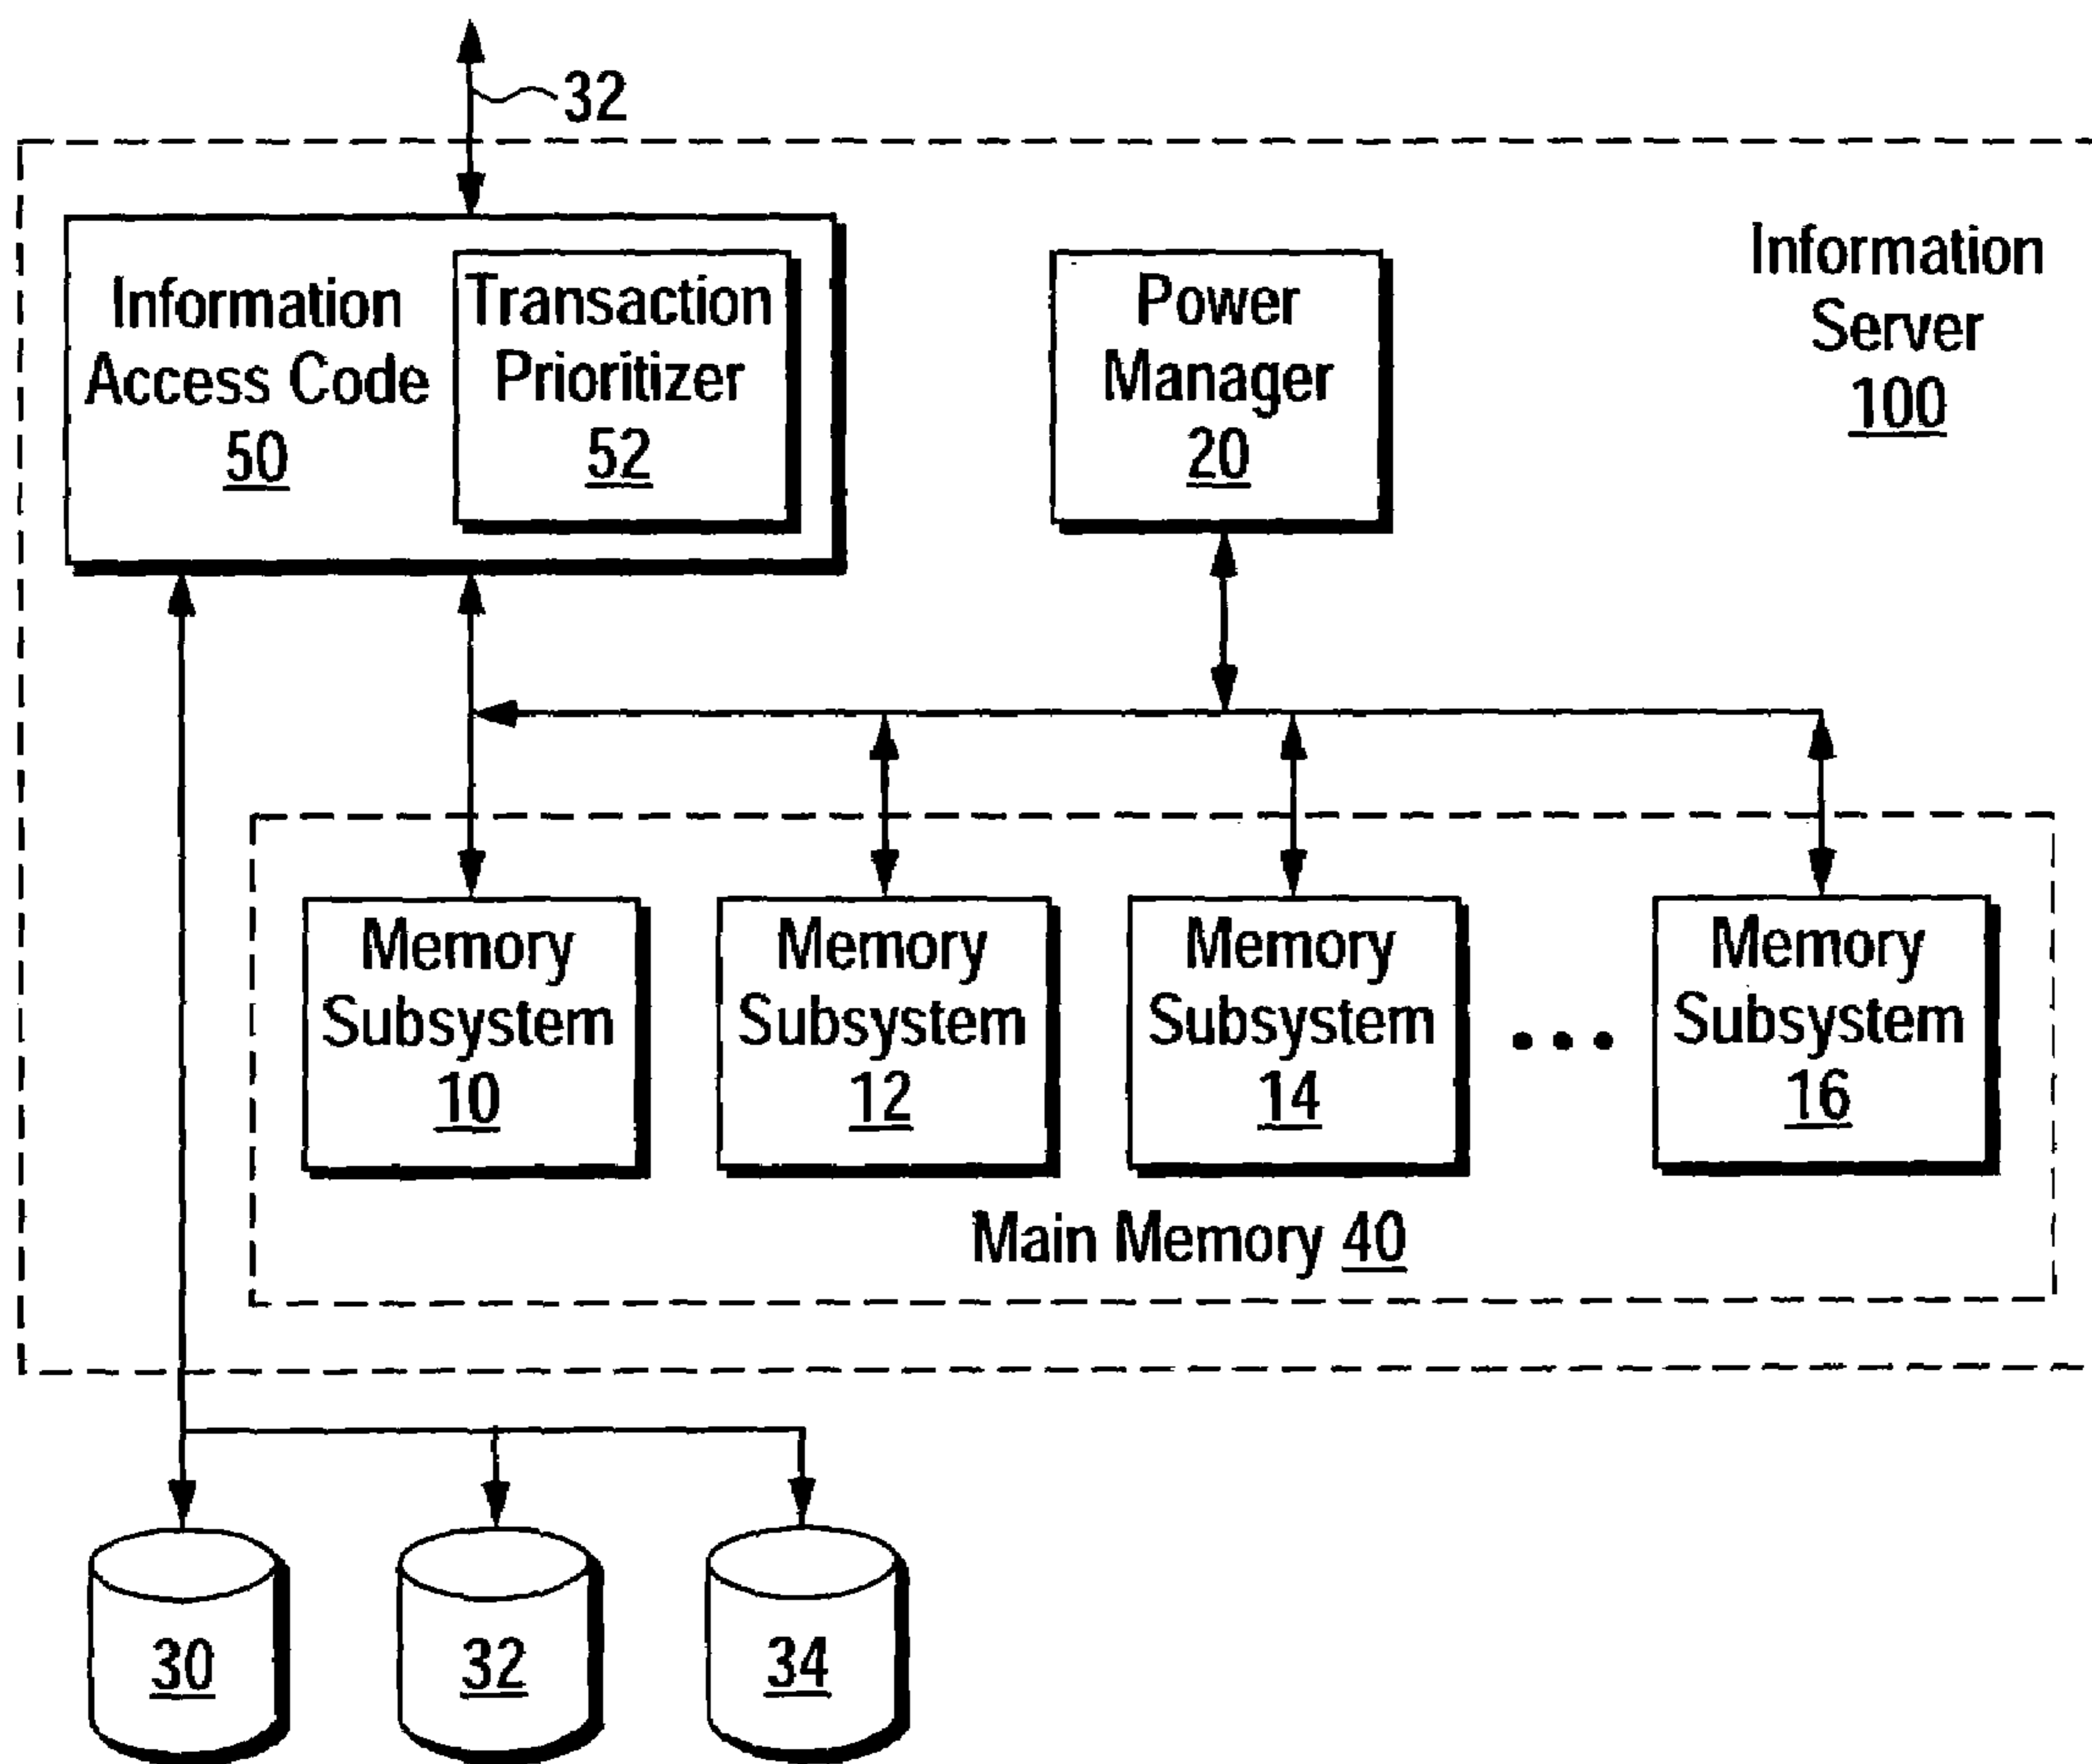 32
Information
Server
100
Information
Access Code
50
Transaction
Prioritizer
52
Power
Manager
20
Memory
Subsystem
10
Memory
Subsystem
12
Memory
Subsystem
14
Memory
Subsystem
16
Main Memory 40
30
32
34